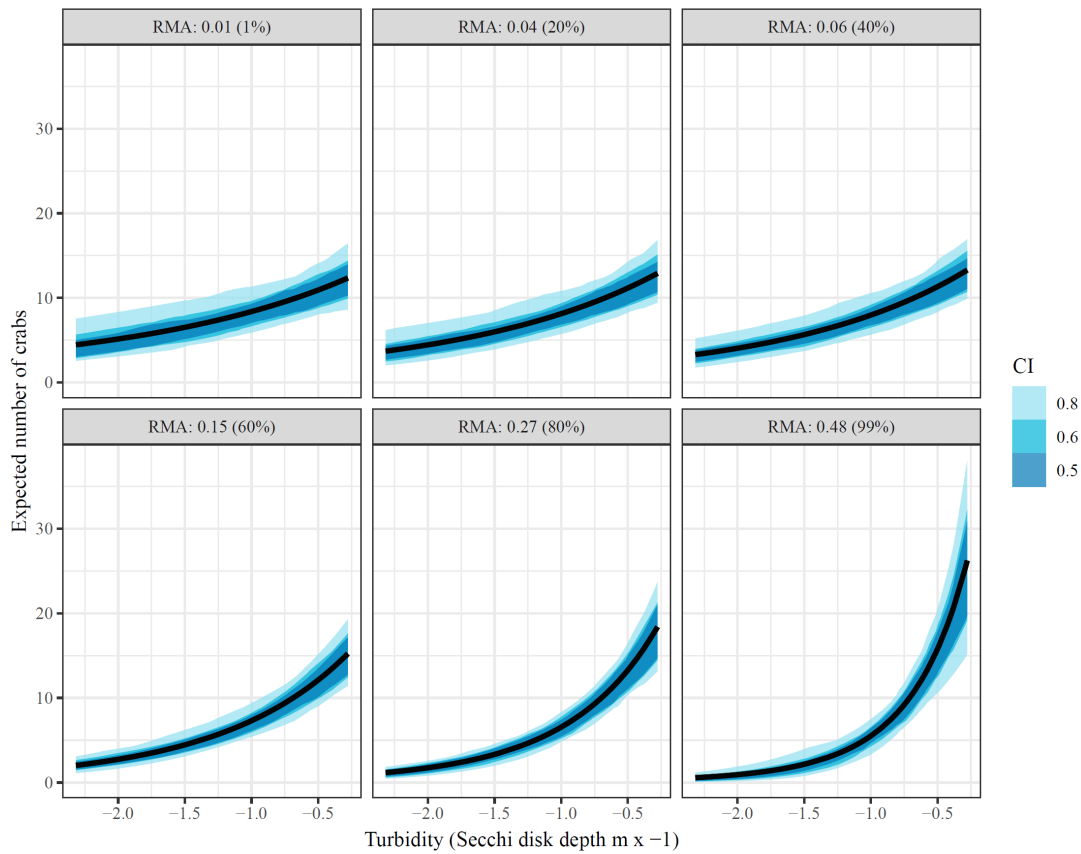 RMA: 0.01 (1%)
RMA: 0.04 (20%)
RMA: 0.06 (40%)
30
20
10
0
RMA: 0.15 (60%)
RMA: 0.27 (80%)
RMA: 0.48 (99%)
30
20
10
0
−2.0 −1.5 −1.0 −0.5
−2.0 −1.5 −1.0 −0.5
−2.0 −1.5 −1.0 −0.5
Expected number of crabs
Turbidity (Secchi disk depth m x −1)
CI
0.8
0.6
0.5